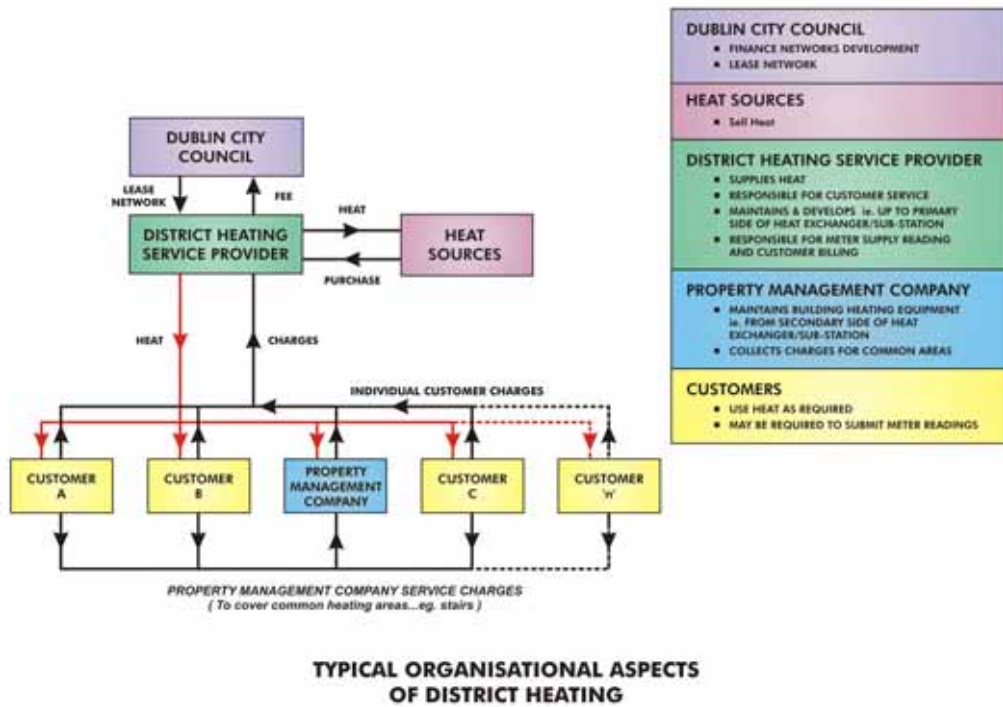 DUBLIN CITY
COUNCIL
LEASE
NETWORK
FEE
DISTRICT HEATING
SERVICE PROVIDER
HEAT
PURCHASE
HEAT
SOURCES
HEAT
CHARGES
INDIVIDUAL CUSTOMER CHARGES
CUSTOMER
A
CUSTOMER
B
PROPERTY
MANAGEMENT
COMPANY
CUSTOMER
C
CUSTOMER
'n'
PROPERTY MANAGEMENT COMPANY SERVICE CHARGES
( To cover common heating areas...eg. stairs )
DUBLIN CITY COUNCIL
▪ FINANCE NETWORKS DEVELOPMENT
▪ LEASE NETWORK
HEAT SOURCES
▪ Sell Heat
DISTRICT HEATING SERVICE PROVIDER
▪ SUPPLIES HEAT
▪ RESPONSIBLE FOR CUSTOMER SERVICE
▪ MAINTAINS & DEVELOPS ie. UP TO PRIMARY
SIDE OF HEAT EXCHANGER/SUB-STATION
▪ RESPONSIBLE FOR METER SUPPLY READING
AND CUSTOMER BILLING
PROPERTY MANAGEMENT COMPANY
▪ MAINTAINS BUILDING HEATING EQUIPMENT
ie. FROM SECONDARY SIDE OF HEAT
EXCHANGER/SUB-STATION
▪ COLLECTS CHARGES FOR COMMON AREAS
CUSTOMERS
▪ USE HEAT AS REQUIRED
▪ MAY BE REQUIRED TO SUBMIT METER READINGS
TYPICAL ORGANISATIONAL ASPECTS
OF DISTRICT HEATING